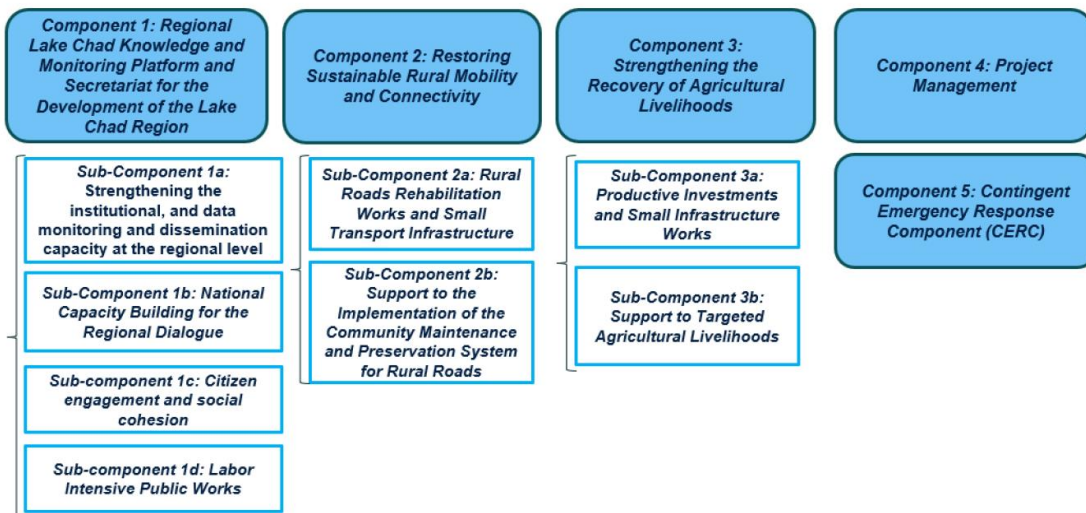 Component 1: Regional
Lake Chad Knowledge and
Monitoring Platform and
Secretariat for the
Development of the Lake
Chad Region
Sub-Component 1a:
Strengthening the
institutional, and data
monitoring and dissemination
capacity at the regional level
Sub-Component 1b: National
Capacity Building for the
Regional Dialogue
Sub-component 1c: Citizen
engagement and social
cohesion
Sub-component 1d: Labor
Intensive Public Works
Component 2: Restoring
Sustainable Rural Mobility
and Connectivity
Sub-Component 2a: Rural
Roads Rehabilitation
Works and Small
Transport Infrastructure
Sub-Component 2b:
Support to the
Implementation of the
Community Maintenance
and Preservation System
for Rural Roads
Component 3:
Strengthening the
Recovery of Agricultural
Livelihoods
Sub-Component 3a:
Productive Investments
and Small Infrastructure
Works
Sub-Component 3b:
Support to Targeted
Agricultural Livelihoods
Component 4: Project
Management
Component 5: Contingent
Emergency Response
Component (CERC)